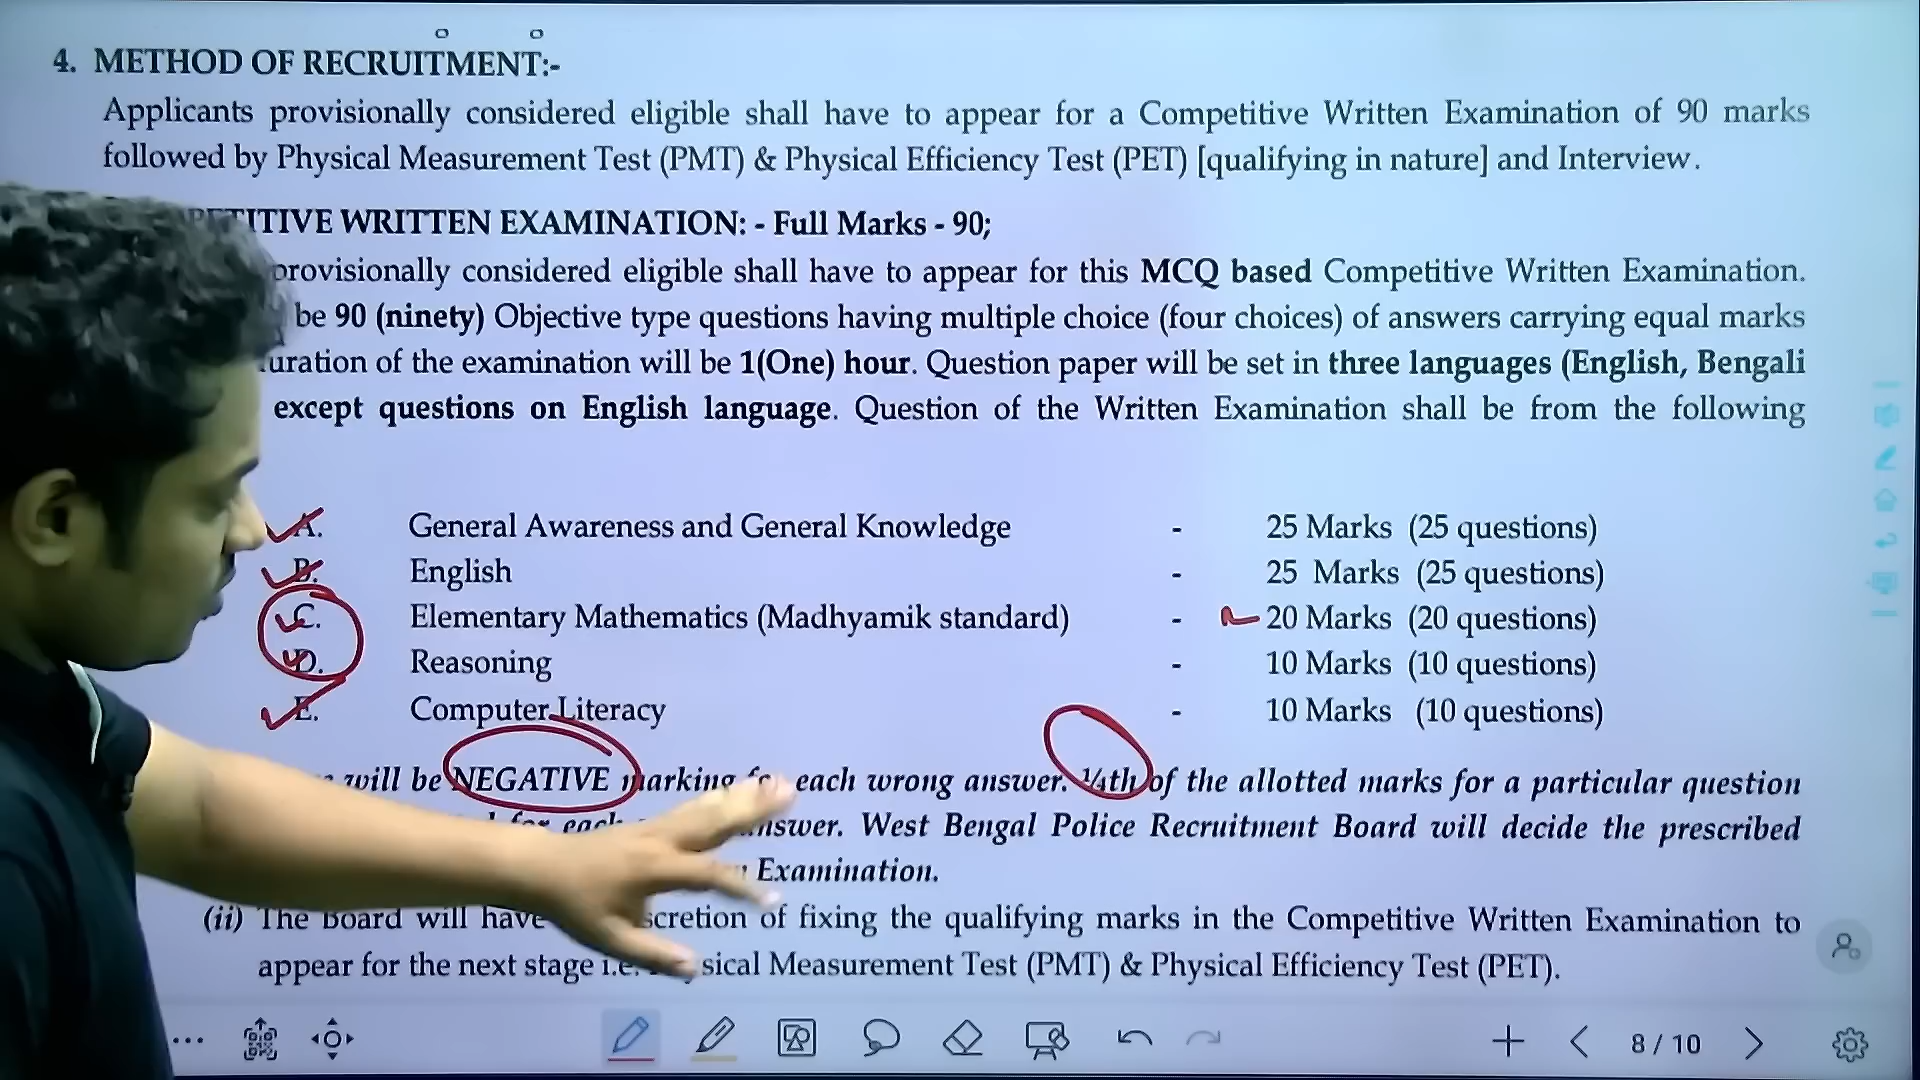 4. METHOD OF RECRUITMENT:-
Applicants provisionally considered eligible shall have to appear for a Competitive Written Examination of 90 marks
followed by Physical Measurement Test (PMT) & Physical Efficiency Test (PET) [qualifying in nature] and Interview.
WRITTEN EXAMINATION: - Full Marks - 90;
provisionally considered eligible shall have to appear for this MCQ based Competitive Written Examination.
be 90 (ninety) Objective type questions having multiple choice (four choices) of answers carrying equal marks
of the examination will be 1(One) hour. Question paper will be set in three languages (English, Bengali
except questions on English language. Question of the Written Examination shall be from the following
A. General Awareness and General Knowledge - 25 Marks (25 questions)
B. English - 25 Marks (25 questions)
C. Elementary Mathematics (Madhyamik standard) - 20 Marks (20 questions)
D. Reasoning - 10 Marks (10 questions)
E. Computer Literacy - 10 Marks (10 questions)
will be NEGATIVE marking for each wrong answer. ¼th of the allotted marks for a particular question
for each answer. West Bengal Police Recruitment Board will decide the prescribed
Examination.
(ii) The Board will have discretion of fixing the qualifying marks in the Competitive Written Examination to
appear for the next stage i.e. Physical Measurement Test (PMT) & Physical Efficiency Test (PET).
8 / 10